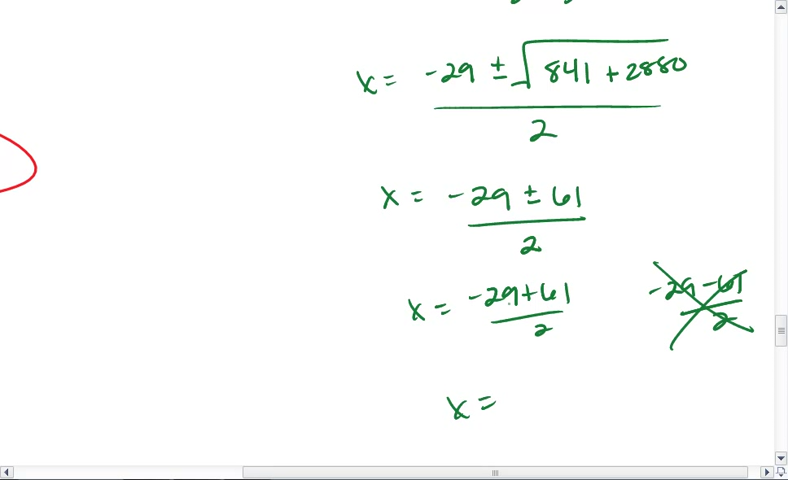 x = -29 ± √841 + 2880
2
x = -29 ± 61
2
x = -29 + 61 -29 - 61
2 2
x =